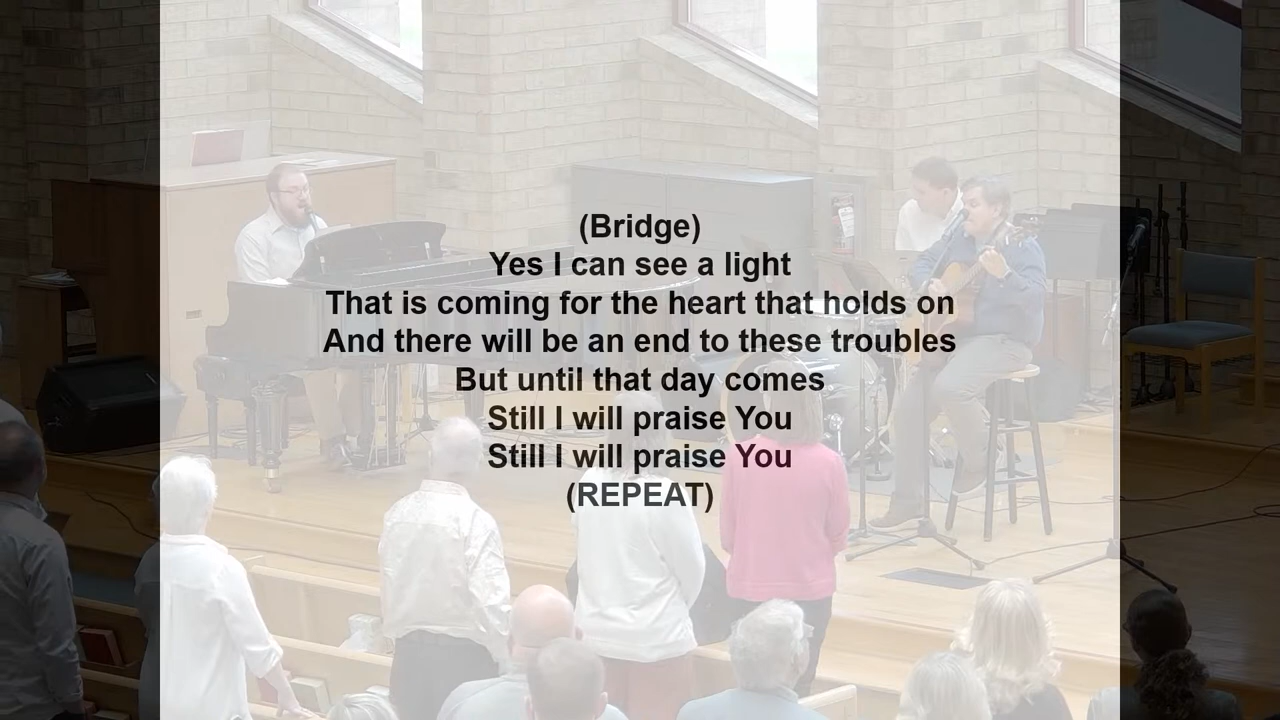 (Bridge)
Yes I can see a light
That is coming for the heart that holds on
And there will be an end to these troubles
But until that day comes
Still I will praise You
Still I will praise You
(REPEAT)